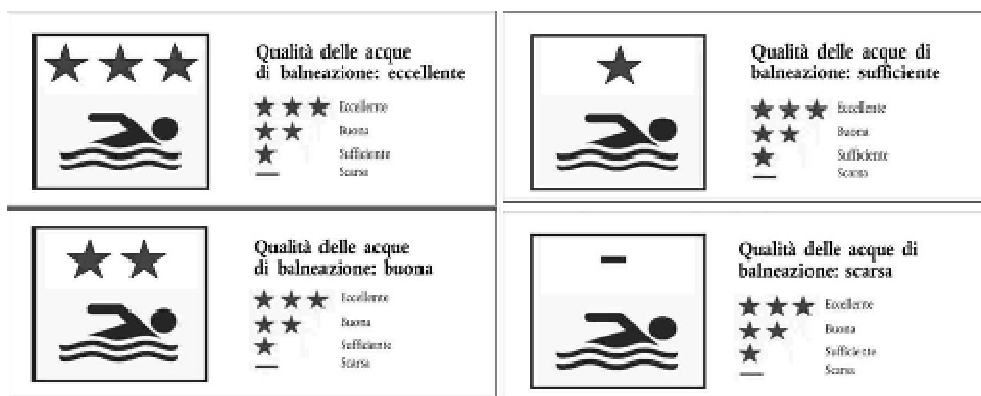 Qualità delle acque
di balneazione: eccellente
Eccellente
Buona
Sufficiente
Scarsa
Qualità delle acque di
balneazione: sufficiente
Eccellente
Buona
Sufficiente
Scarsa
Qualità delle acque
di balneazione: buona
Eccellente
Buona
Sufficiente
Scarsa
Qualità delle acque di
balneazione: scarsa
Eccellente
Buona
Sufficiente
Scarsa